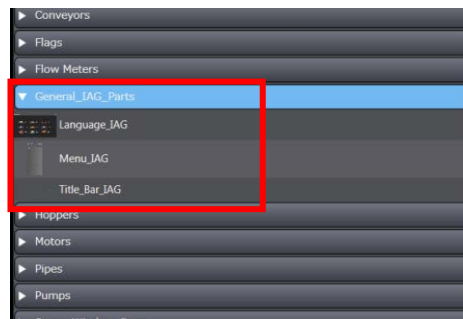 Conveyors
Flags
Flow Meters
General_IAG_Parts
Language_IAG
Menu_IAG
Title_Bar_IAG
Hoppers
Motors
Pipes
Pumps